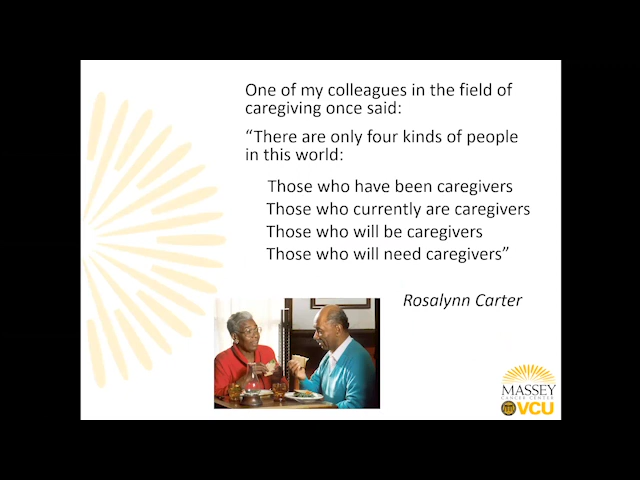 One of my colleagues in the field of
caregiving once said:
“There are only four kinds of people
in this world:
Those who have been caregivers
Those who currently are caregivers
Those who will be caregivers
Those who will need caregivers”
Rosalynn Carter
MASSEY
CANCER CENTER
VCU